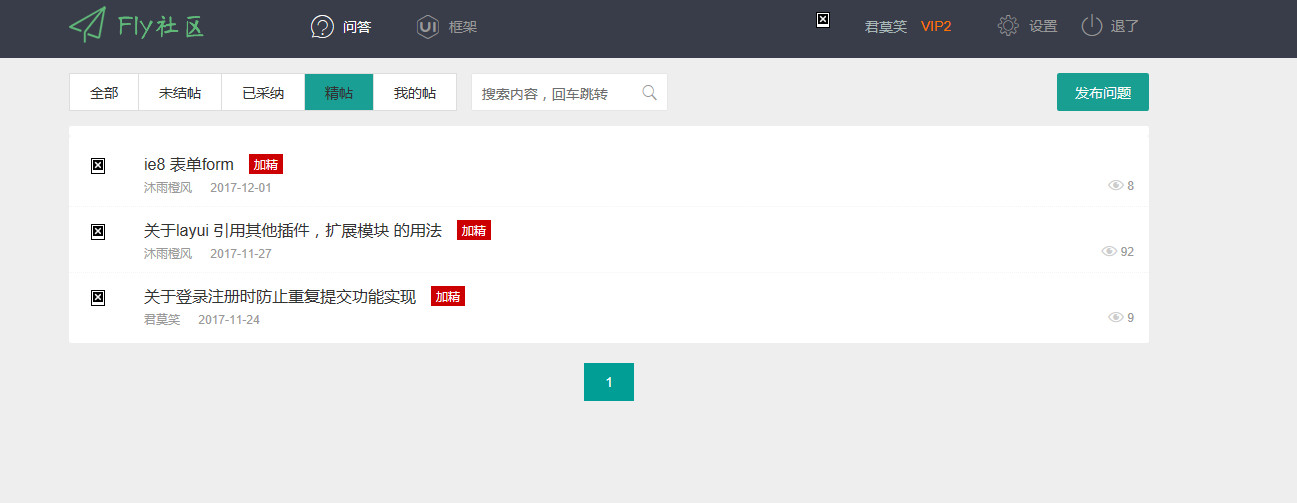 Fly社区 问答 框架 君莫笑 VIP2 设置 退了
全部 未结帖 已采纳 精帖 我的帖 搜索内容，回车跳转 发布问题
ie8 表单form 加精
沐雨橙风 2017-12-01 8
关于layui 引用其他插件，扩展模块 的用法 加精
沐雨橙风 2017-11-27 92
关于登录注册时防止重复提交功能实现 加精
君莫笑 2017-11-24 9
1